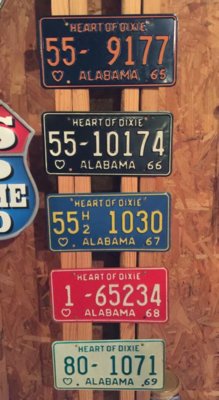 "HEART OF DIXIE"
55- 9177
ALABAMA 65
"HEART OF DIXIE"
55-10174
ALABAMA 66
"HEART OF DIXIE"
55 H2 1030
ALABAMA 67
"HEART OF DIXIE"
1 -65234
ALABAMA 68
"HEART OF DIXIE"
80- 1071
ALABAMA 69